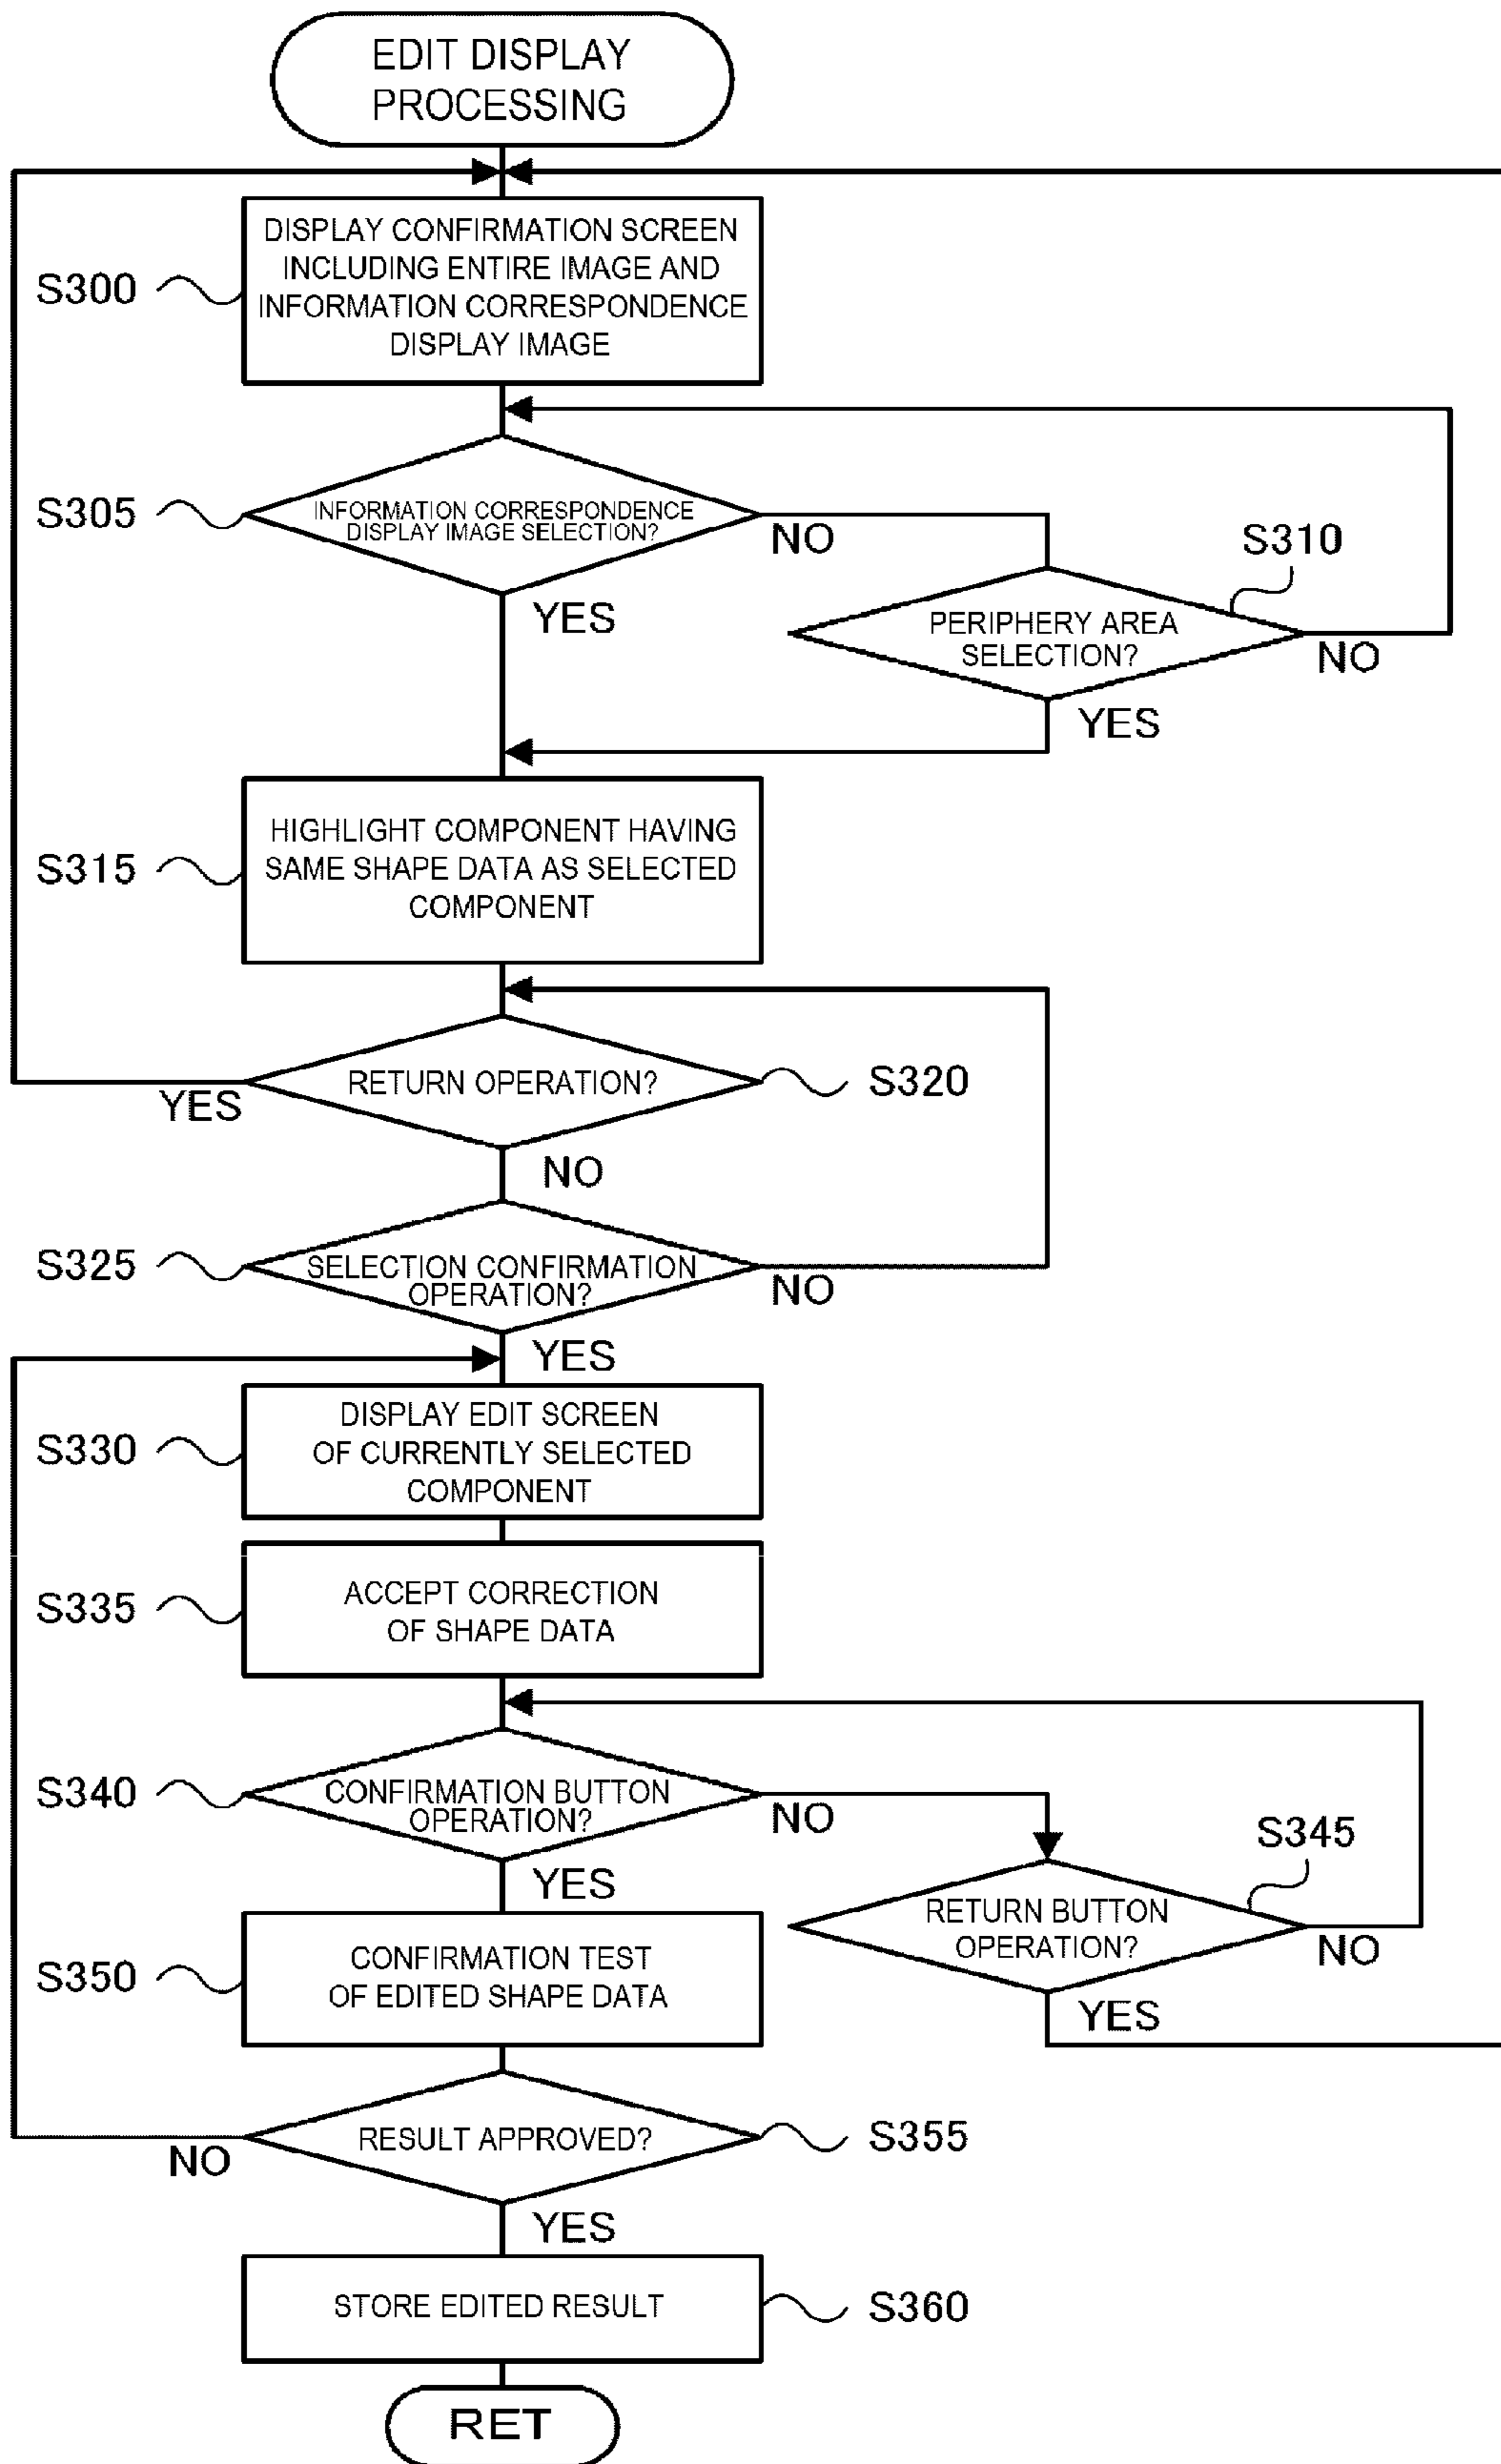 EDIT DISPLAY
PROCESSING
DISPLAY CONFIRMATION SCREEN
INCLUDING ENTIRE IMAGE AND
INFORMATION CORRESPONDENCE
DISPLAY IMAGE
S300
S305
INFORMATION CORRESPONDENCE
DISPLAY IMAGE SELECTION?
NO
YES
S310
PERIPHERY AREA
SELECTION?
NO
YES
S315
HIGHLIGHT COMPONENT HAVING
SAME SHAPE DATA AS SELECTED
COMPONENT
RETURN OPERATION?
S320
YES
NO
S325
SELECTION CONFIRMATION
OPERATION?
NO
YES
S330
DISPLAY EDIT SCREEN
OF CURRENTLY SELECTED
COMPONENT
S335
ACCEPT CORRECTION
OF SHAPE DATA
S340
CONFIRMATION BUTTON
OPERATION?
NO
YES
S345
RETURN BUTTON
OPERATION?
NO
YES
S350
CONFIRMATION TEST
OF EDITED SHAPE DATA
RESULT APPROVED?
S355
NO
YES
STORE EDITED RESULT
S360
RET